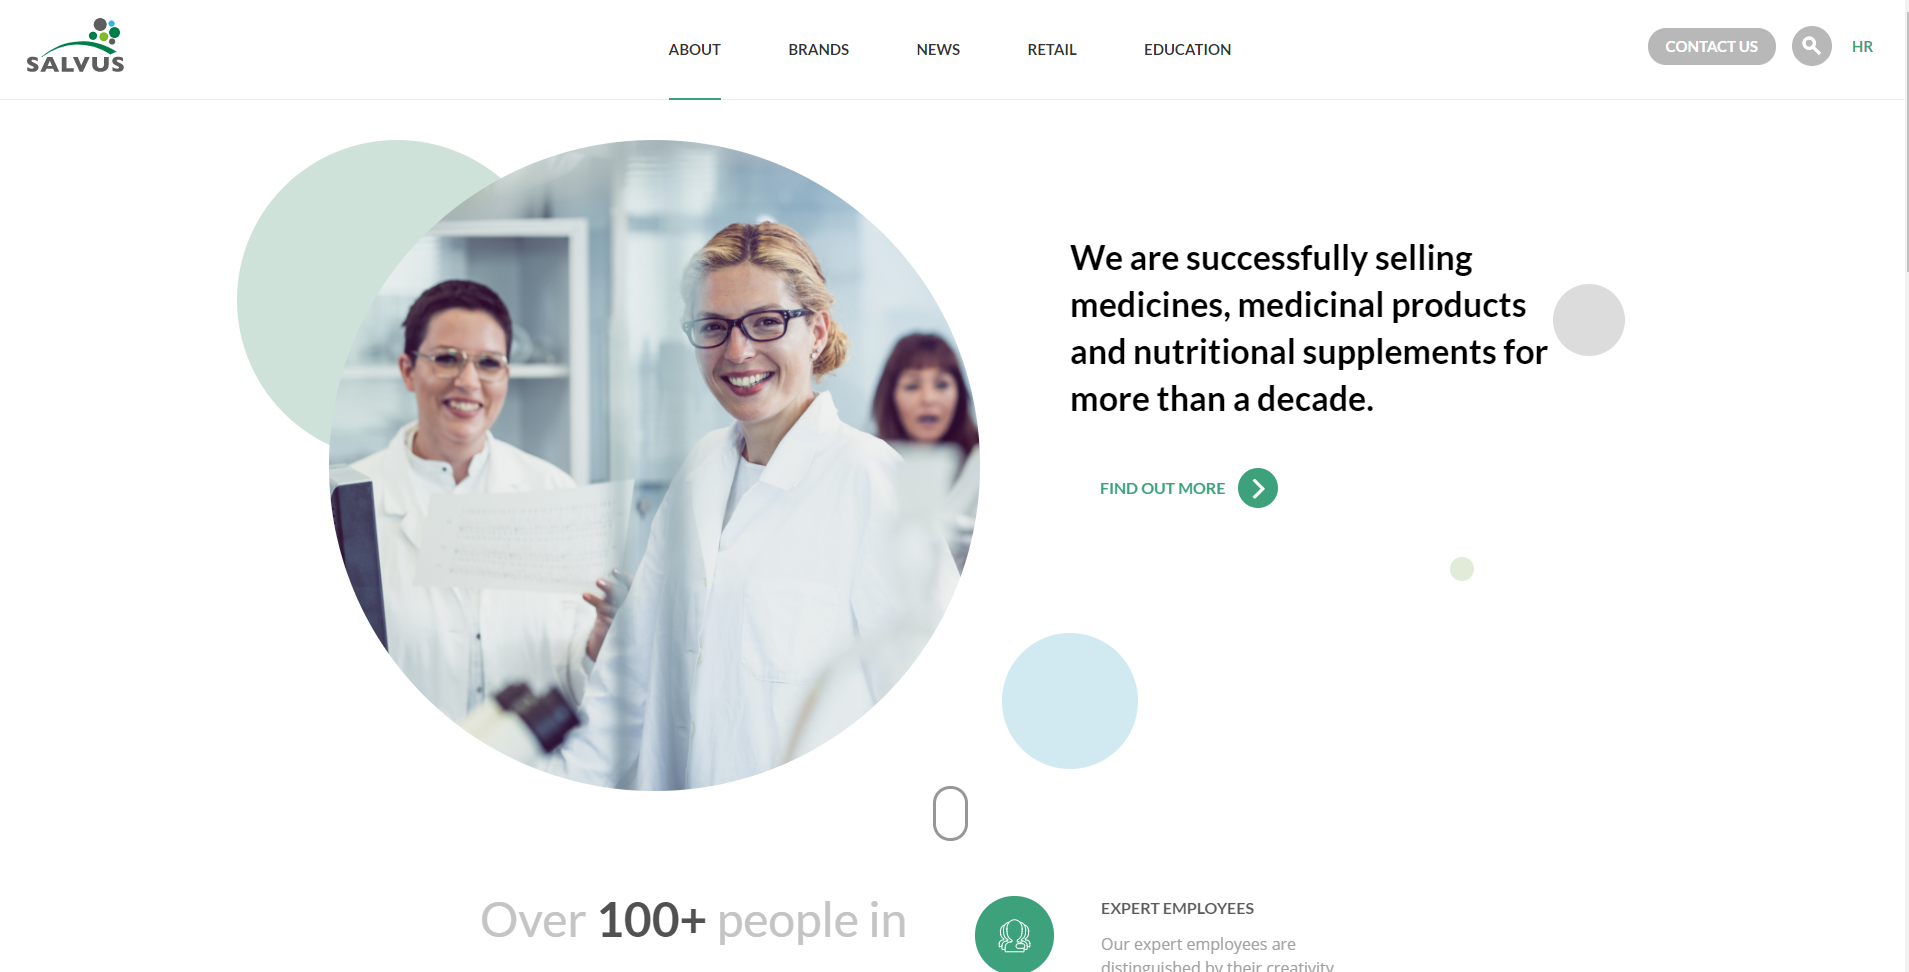 SALVUS
ABOUT
BRANDS
NEWS
RETAIL
EDUCATION
CONTACT US
HR
We are successfully selling
medicines, medicinal products
and nutritional supplements for
more than a decade.
FIND OUT MORE
Over 100+ people in
EXPERT EMPLOYEES
Our expert employees are
distinguished by their creativity